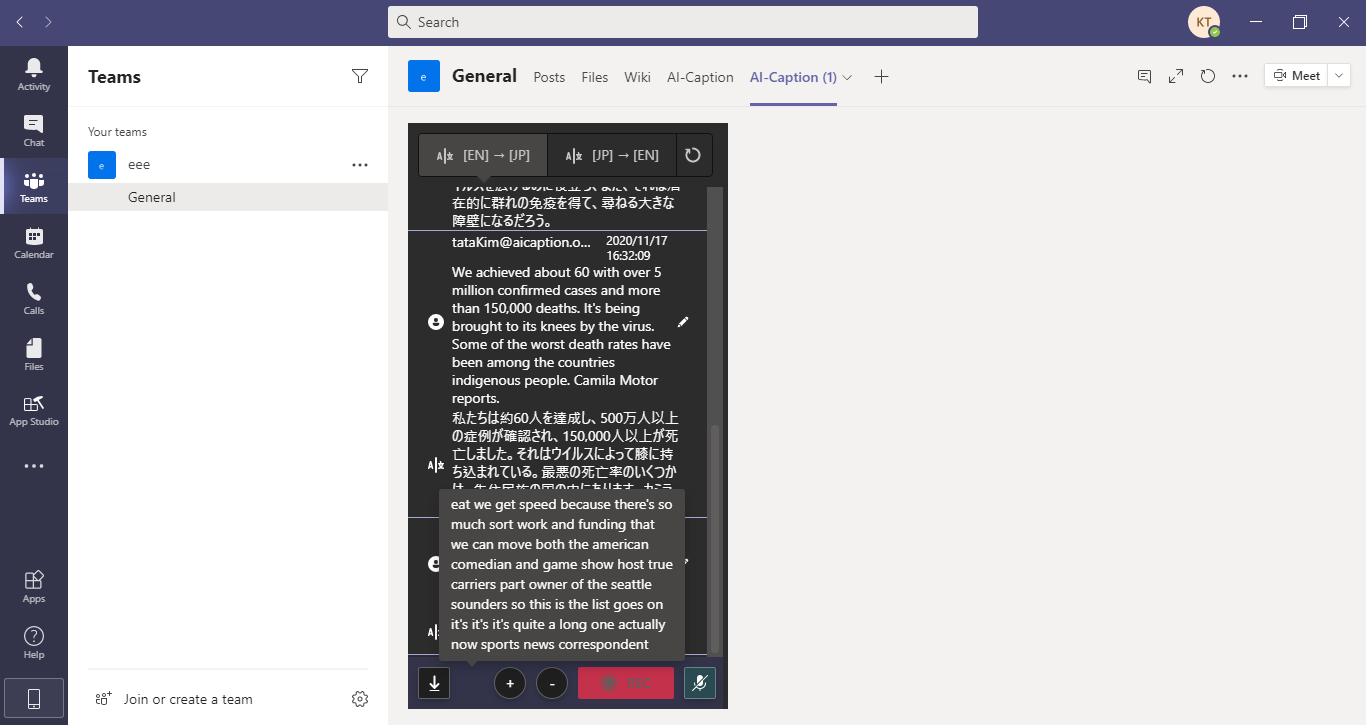 Search
KT
Activity
Chat
Teams
Calendar
Calls
Files
App Studio
Apps
Help
Teams
Your teams
e eee
General
Join or create a team
e General Posts Files Wiki AI-Caption AI-Caption (1)
Meet
[EN] → [JP]
[JP] → [EN]
在的に群れの免疫を得て、尋ねる大きな
障壁になるだろう。
tataKim@aicaption.o... 2020/11/17
16:32:09
We achieved about 60 with over 5
million confirmed cases and more
than 150,000 deaths. It's being
brought to its knees by the virus.
Some of the worst death rates have
been among the countries
indigenous people. Camila Motor
reports.
私たちは約60人を達成し、500万人以上
の症例が確認され、150,000人以上が死
亡しました。それはウイルスによって膝に持
ち込まれている。最悪の死亡率のいくつか
eat we get speed because there's so
much sort work and funding that
we can move both the american
comedian and game show host true
carriers part owner of the seattle
sounders so this is the list goes on
it's it's it's quite a long one actually
now sports news correspondent
+
-
REC